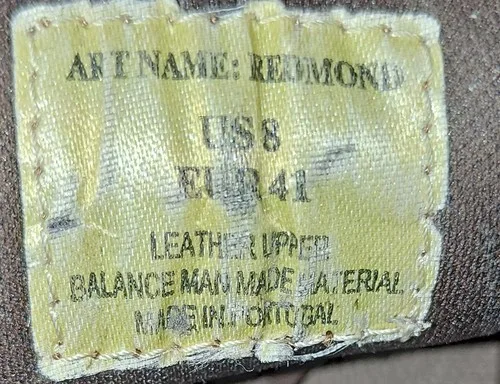 ART NAME: REDMOND
US 8
EUR 41
LEATHER UPPER
BALANCE MAN MADE MATERIAL
MADE IN PORTUGAL